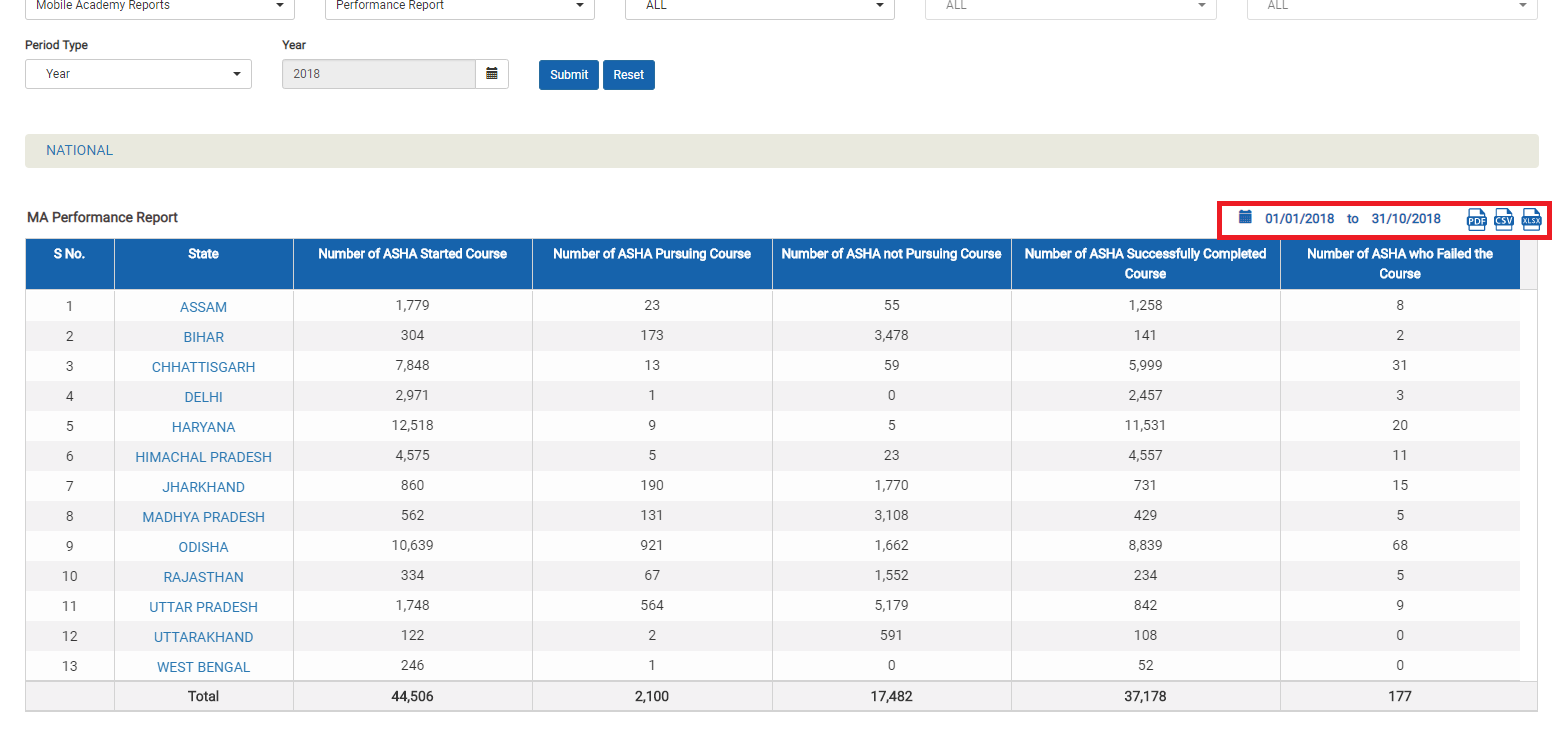 Mobile Academy Reports Performance Report ALL ALL ALL
Period Type Year
Year 2018 Submit Reset
NATIONAL
MA Performance Report 01/01/2018 to 31/10/2018 PDF CSV XLSX
S No. State Number of ASHA Started Course Number of ASHA Pursuing Course Number of ASHA not Pursuing Course Number of ASHA Successfully Completed Course Number of ASHA who Failed the Course
1 ASSAM 1,779 23 55 1,258 8
2 BIHAR 304 173 3,478 141 2
3 CHHATTISGARH 7,848 13 59 5,999 31
4 DELHI 2,971 1 0 2,457 3
5 HARYANA 12,518 9 5 11,531 20
6 HIMACHAL PRADESH 4,575 5 23 4,557 11
7 JHARKHAND 860 190 1,770 731 15
8 MADHYA PRADESH 562 131 3,108 429 5
9 ODISHA 10,639 921 1,662 8,839 68
10 RAJASTHAN 334 67 1,552 234 5
11 UTTAR PRADESH 1,748 564 5,179 842 9
12 UTTARAKHAND 122 2 591 108 0
13 WEST BENGAL 246 1 0 52 0
Total 44,506 2,100 17,482 37,178 177